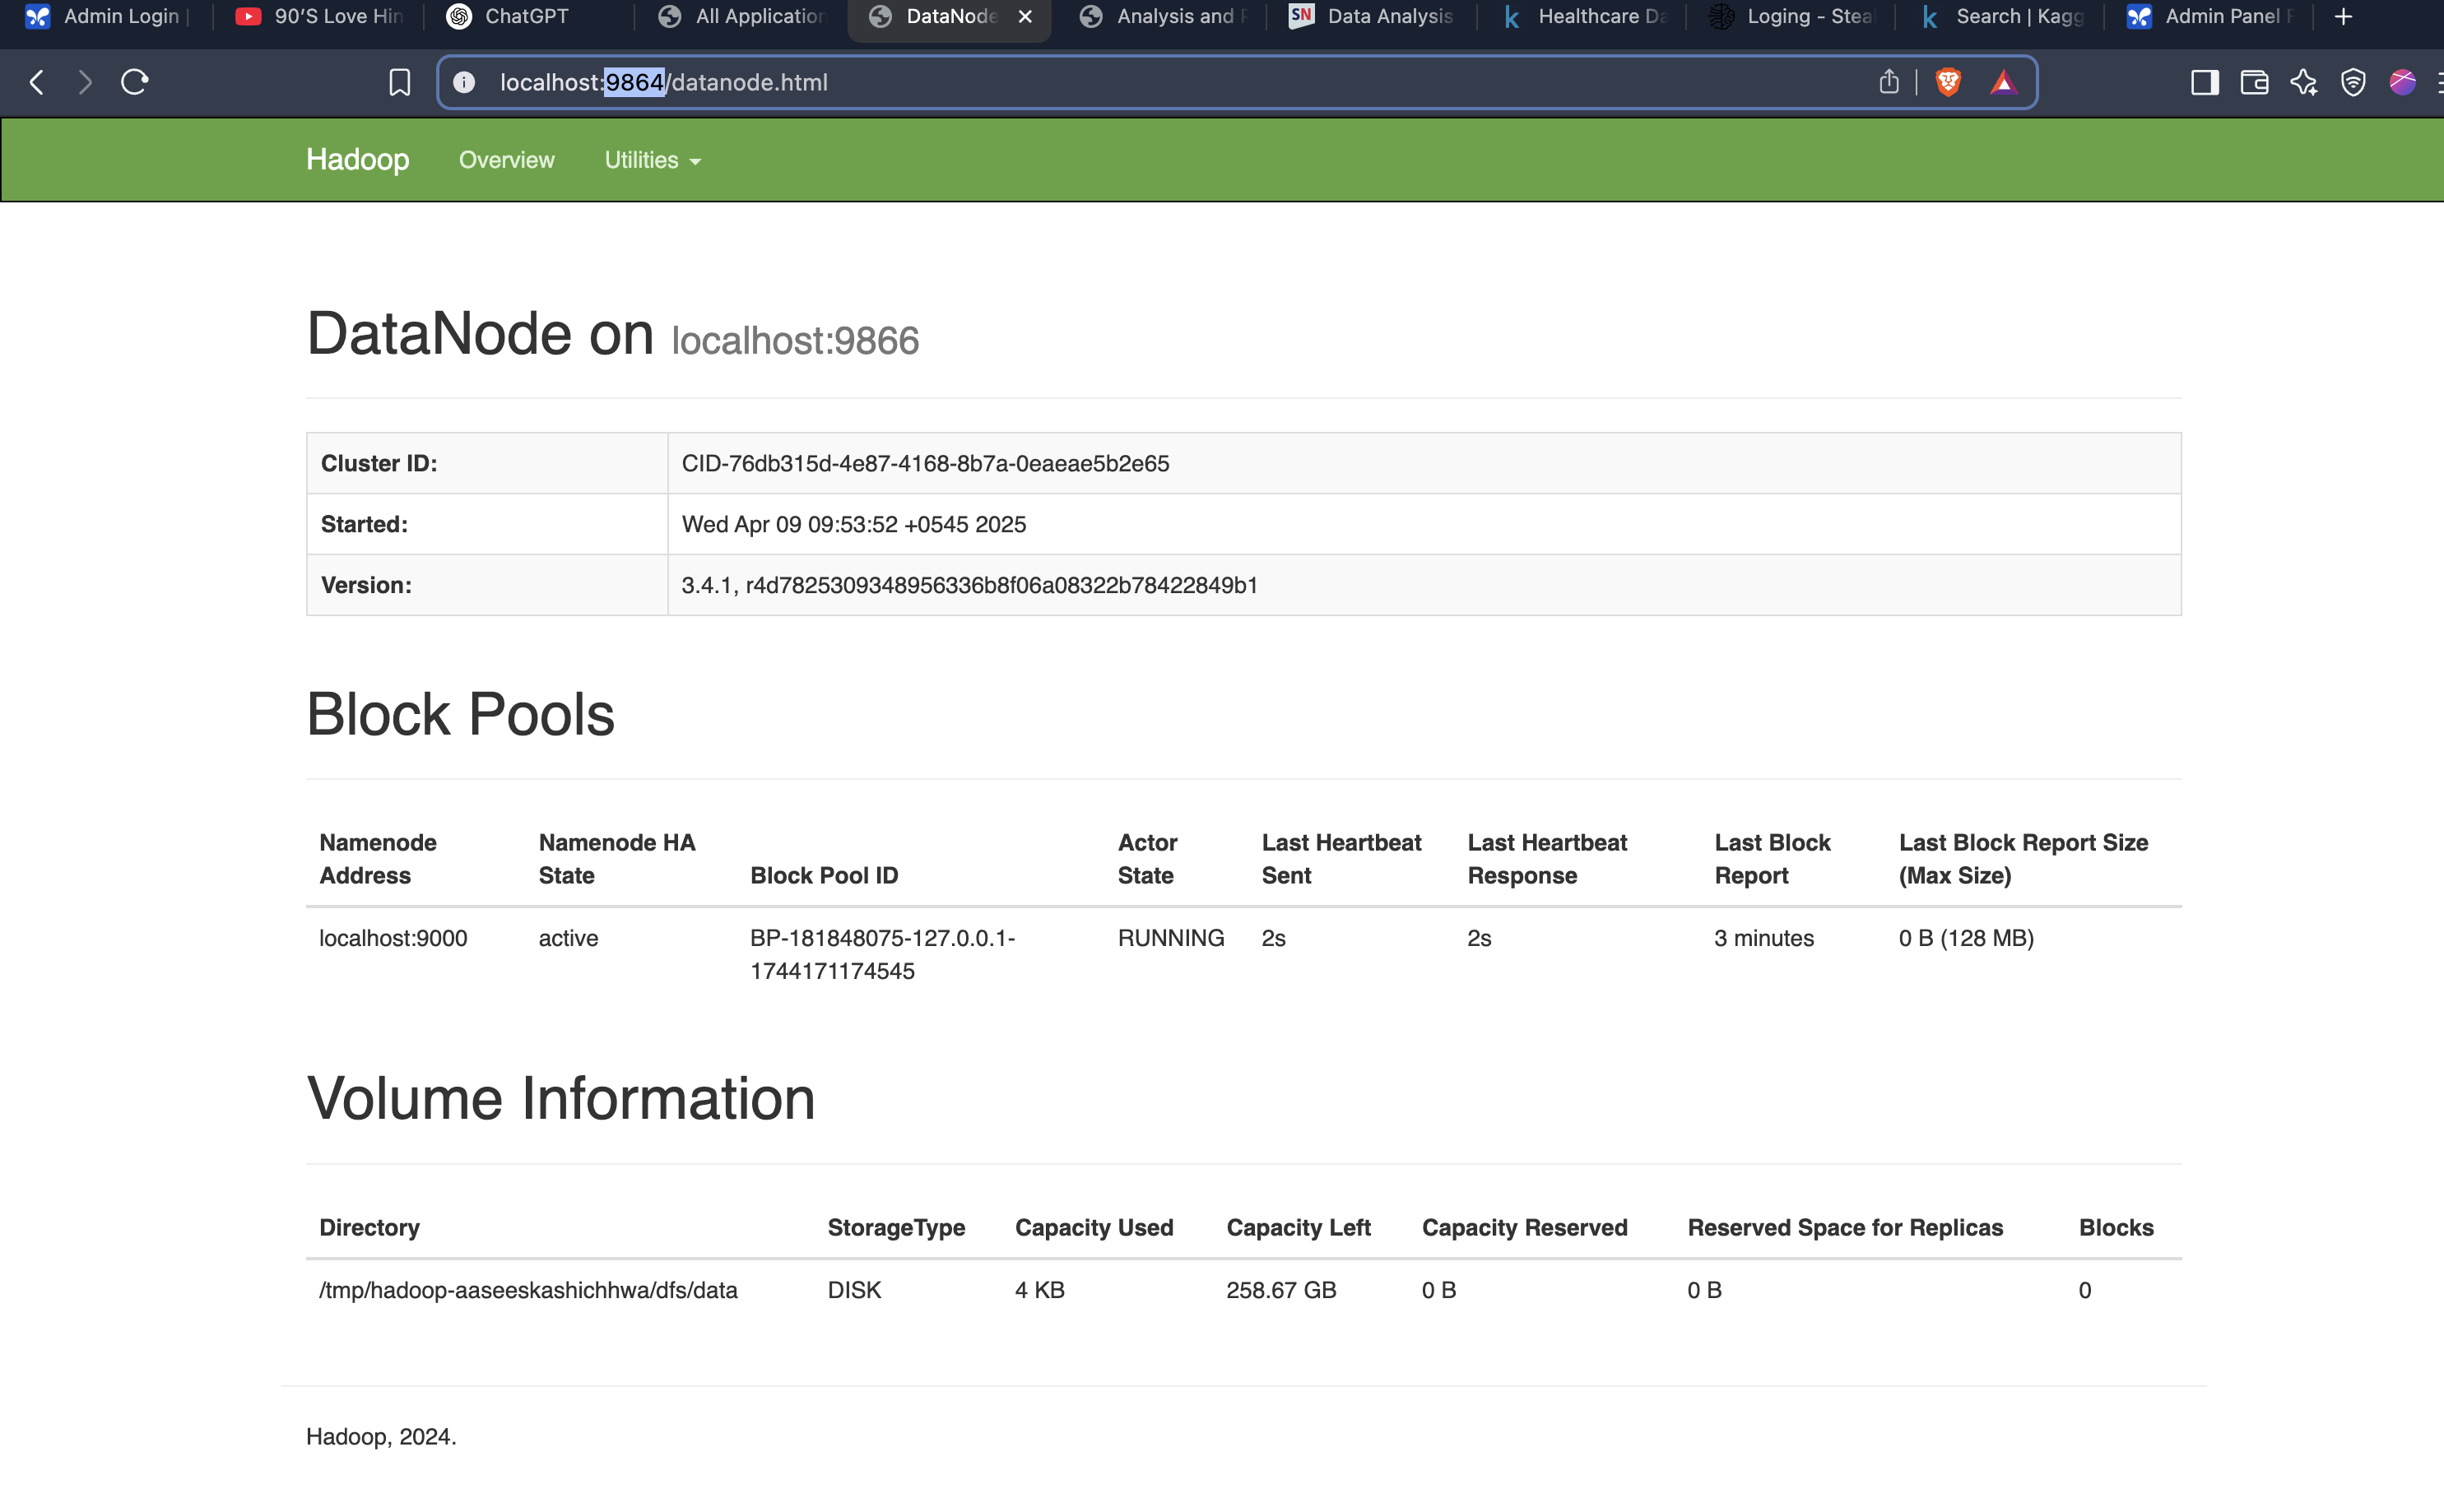 Admin Login
90'S Love Hin
ChatGPT
All Application
DataNode
Analysis and
Data Analysis
Healthcare Da
Loging - Steal
Search | Kagg
Admin Panel
localhost:9864/datanode.html
Hadoop Overview Utilities
DataNode on localhost:9866
Cluster ID: CID-76db315d-4e87-4168-8b7a-0eaeae5b2e65
Started: Wed Apr 09 09:53:52 +0545 2025
Version: 3.4.1, r4d7825309348956336b8f06a08322b78422849b1
Block Pools
Namenode Address Namenode HA State Block Pool ID Actor State Last Heartbeat Sent Last Heartbeat Response Last Block Report Last Block Report Size (Max Size)
localhost:9000 active BP-181848075-127.0.0.1-1744171174545 RUNNING 2s 2s 3 minutes 0 B (128 MB)
Volume Information
Directory StorageType Capacity Used Capacity Left Capacity Reserved Reserved Space for Replicas Blocks
/tmp/hadoop-aaseeskashichhwa/dfs/data DISK 4 KB 258.67 GB 0 B 0 B 0
Hadoop, 2024.